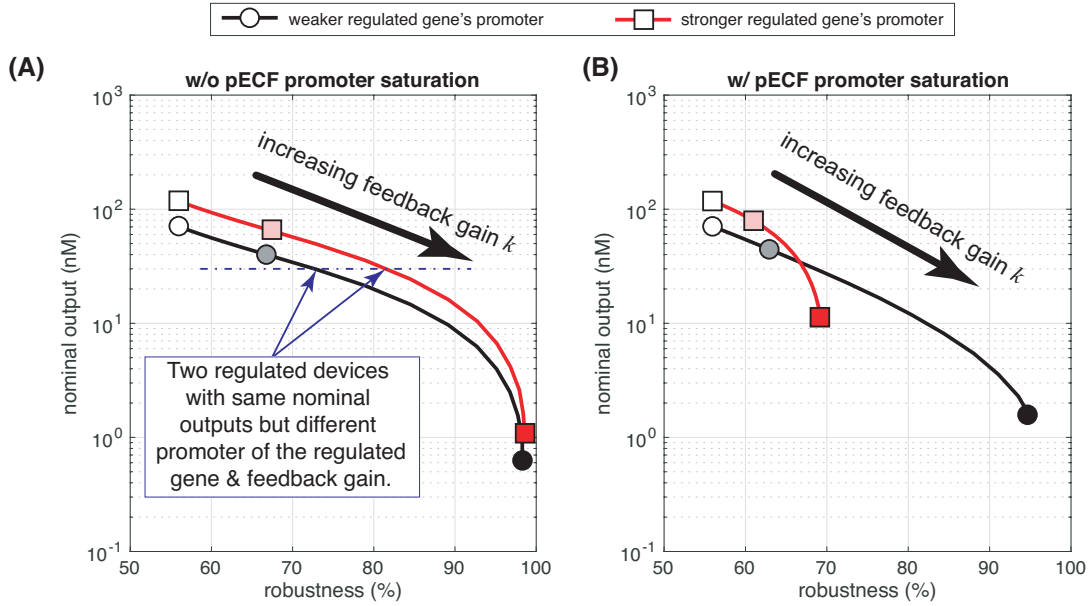 weaker regulated gene's promoter
stronger regulated gene's promoter
(A)
w/o pECF promoter saturation
10^3
10^2
10^1
10^0
10^-1
nominal output (nM)
increasing feedback gain k
Two regulated devices
with same nominal
outputs but different
promoter of the regulated
gene & feedback gain.
50 60 70 80 90 100
robustness (%)
(B)
w/ pECF promoter saturation
10^3
10^2
10^1
10^0
10^-1
nominal output (nM)
increasing feedback gain k
50 60 70 80 90 100
robustness (%)